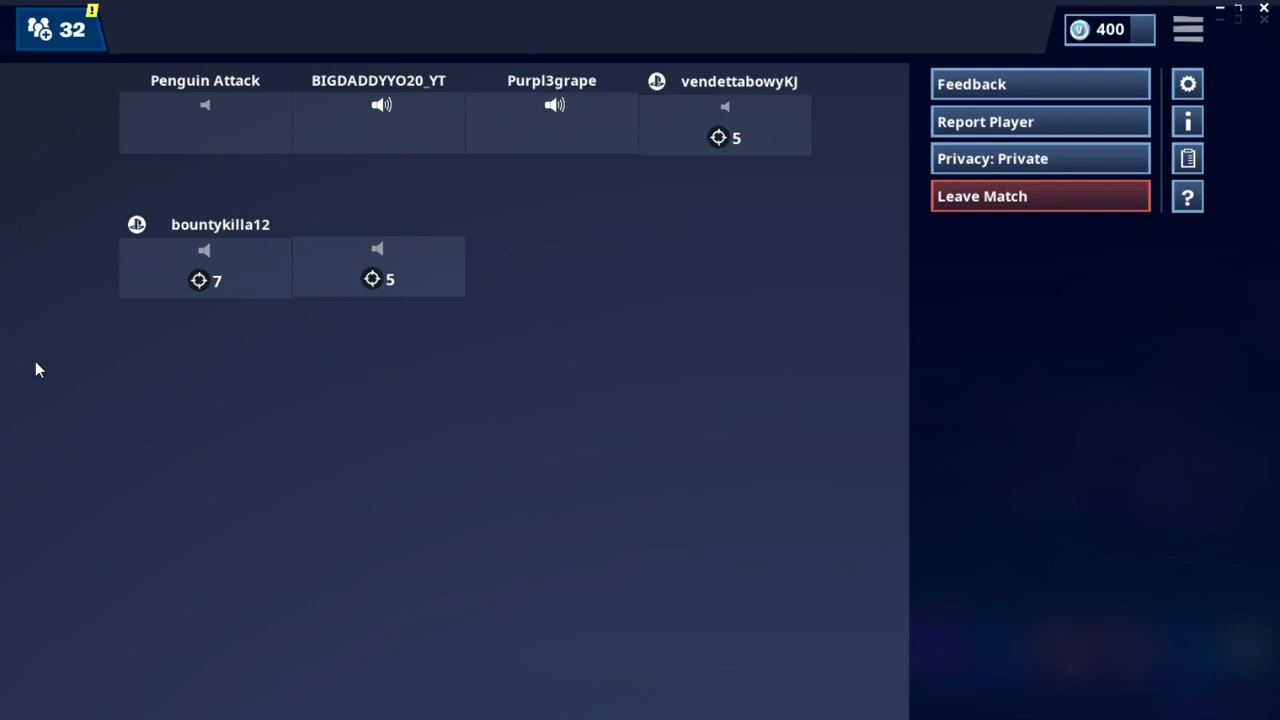 32
!
400
Penguin Attack
BIGDADDYYO20_YT
Purpl3grape
vendettabowyKJ
5
bountykilla12
7
5
Feedback
Report Player
i
Privacy: Private
Leave Match
?